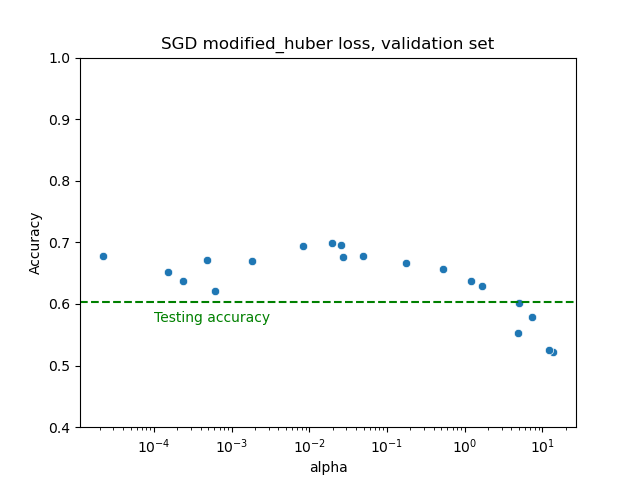 SGD modified_huber loss, validation set
1.0
0.9
0.8
0.7
0.6
0.5
0.4
Accuracy
Testing accuracy
10⁻⁴ 10⁻³ 10⁻² 10⁻¹ 10⁰ 10¹
alpha